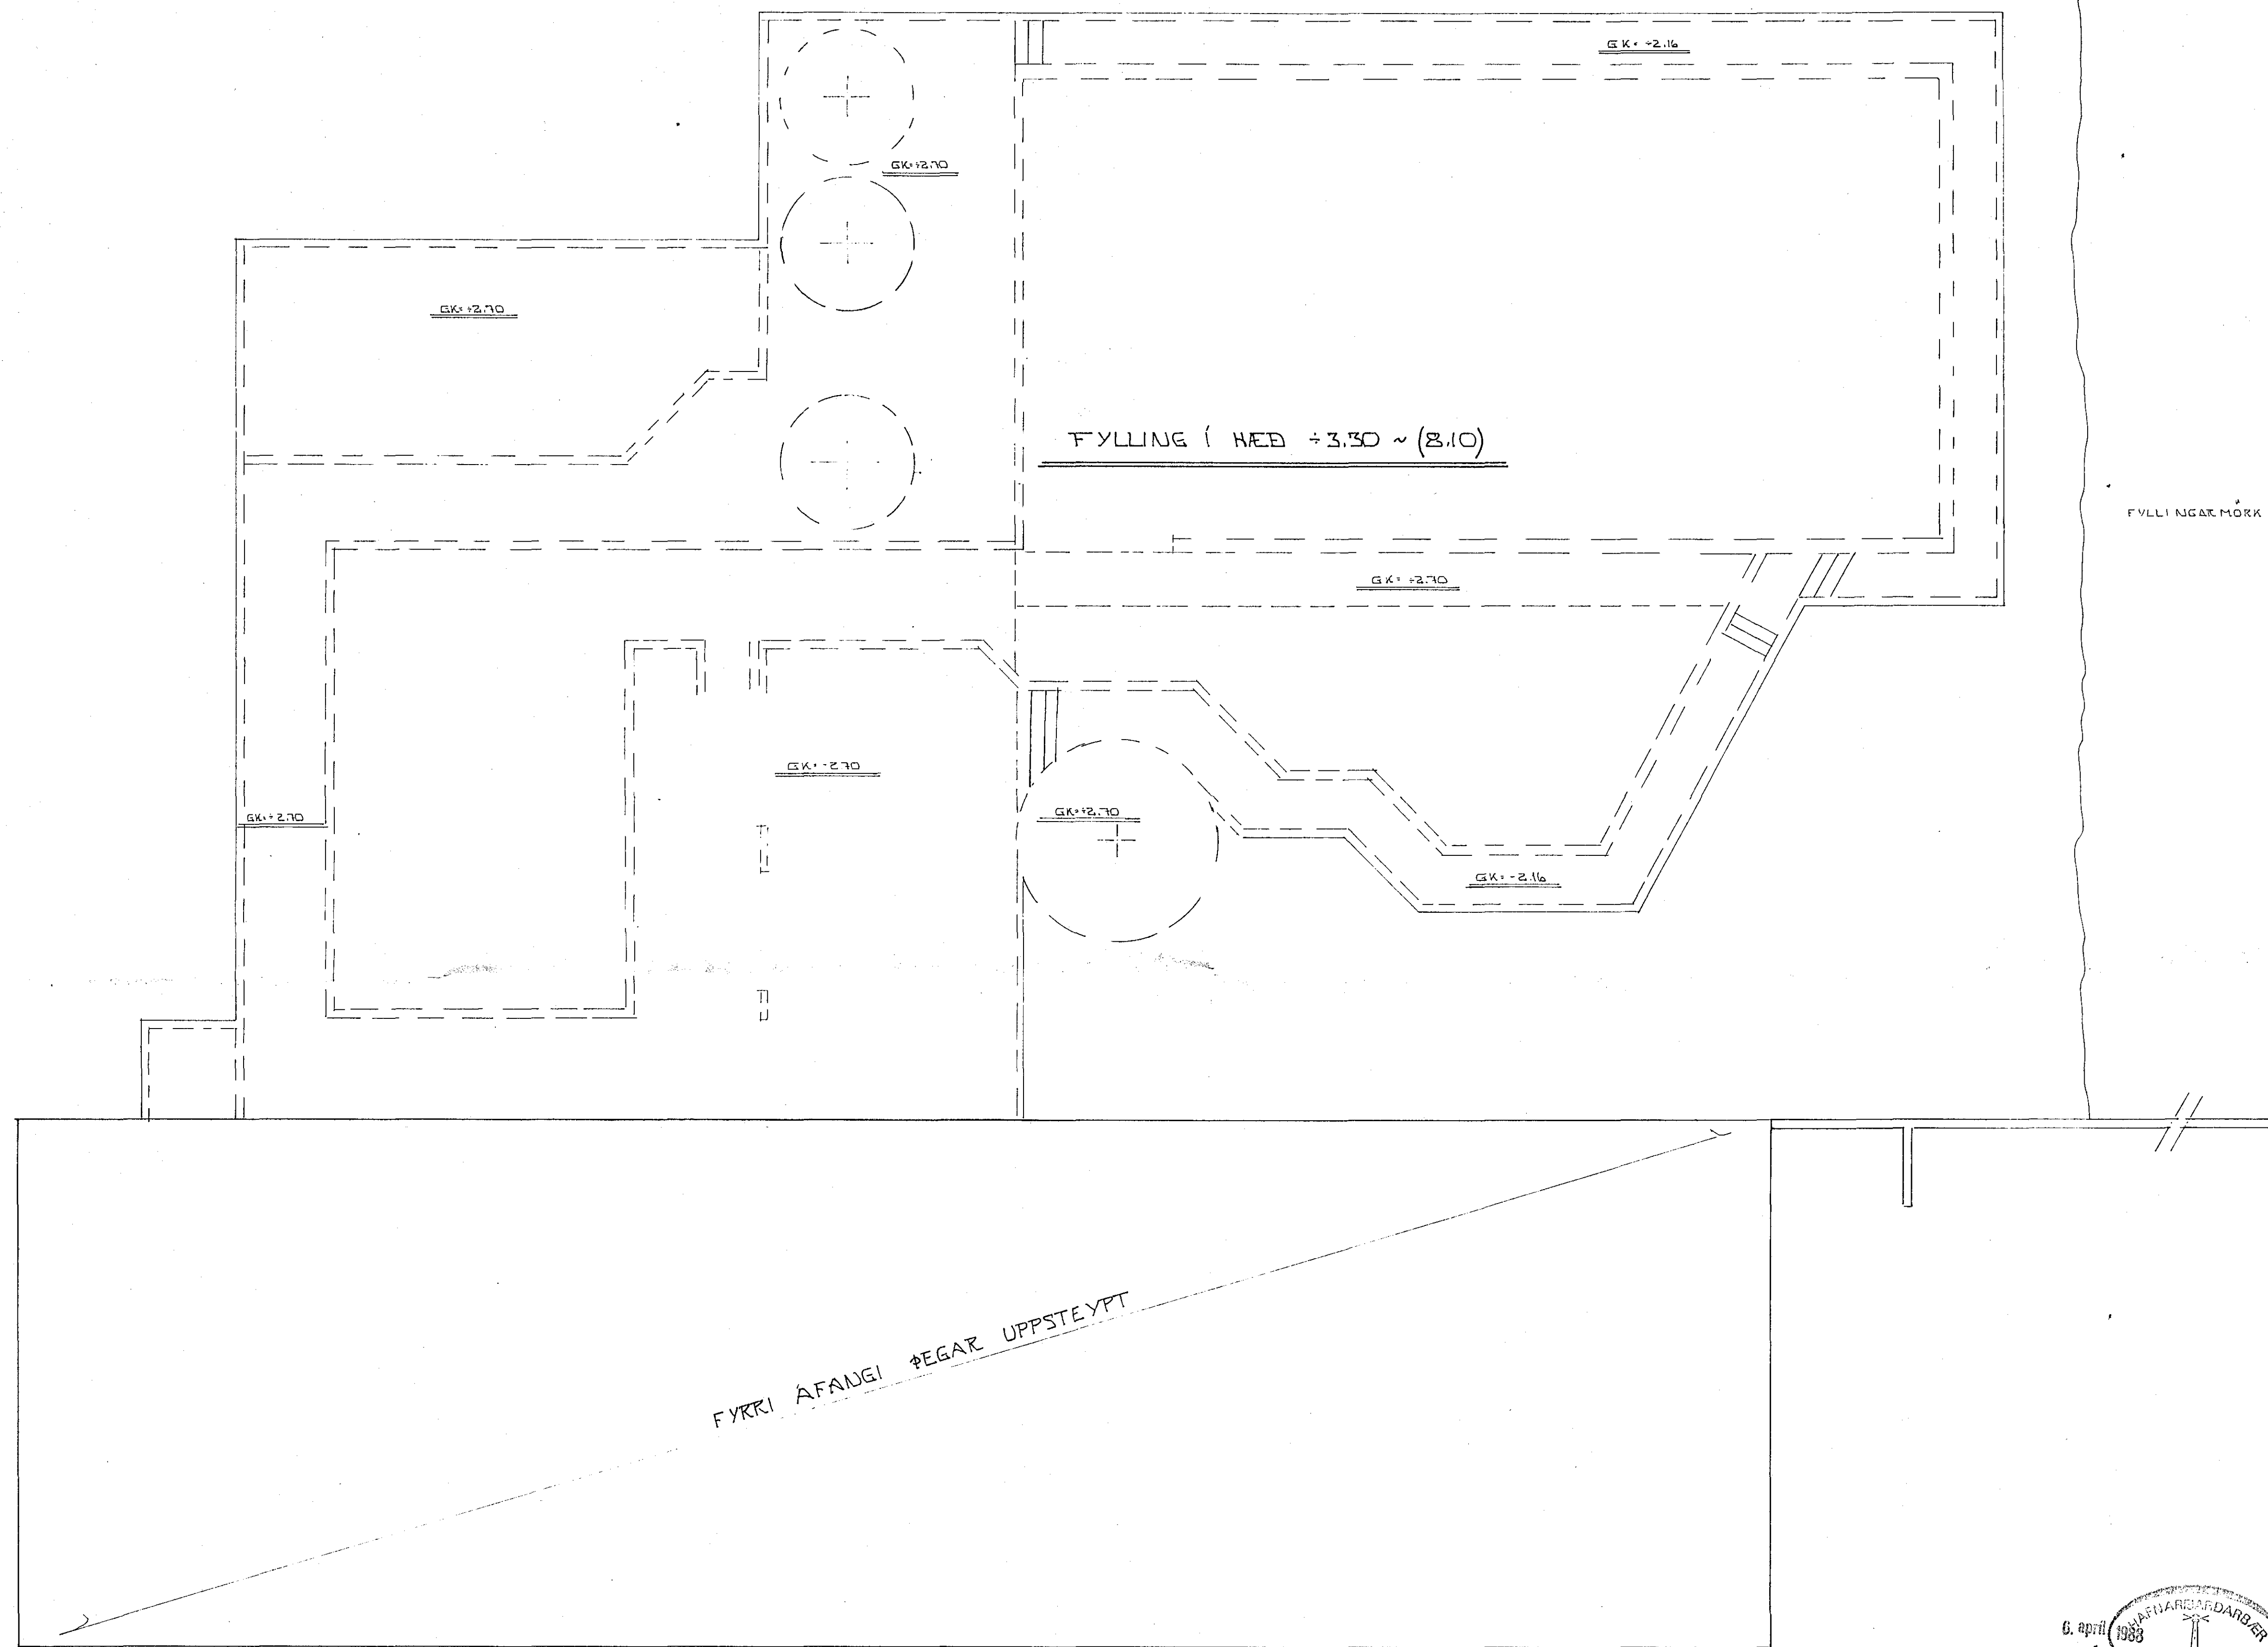 GK=÷2.16
GK=÷2.70
GK=÷2.70
FYLLING Í HÆÐ ÷3.30 ~ (8.10)
FYLLINGARMÖRK
GK=÷2.70
GK=-2.70
GK=÷2.70
GK=÷2.70
GK=-2.16
FYRRI ÁFANGI ÞEGAR UPPSTEYPT
HAFNARFJARÐARBÆR
6. apríl 1988